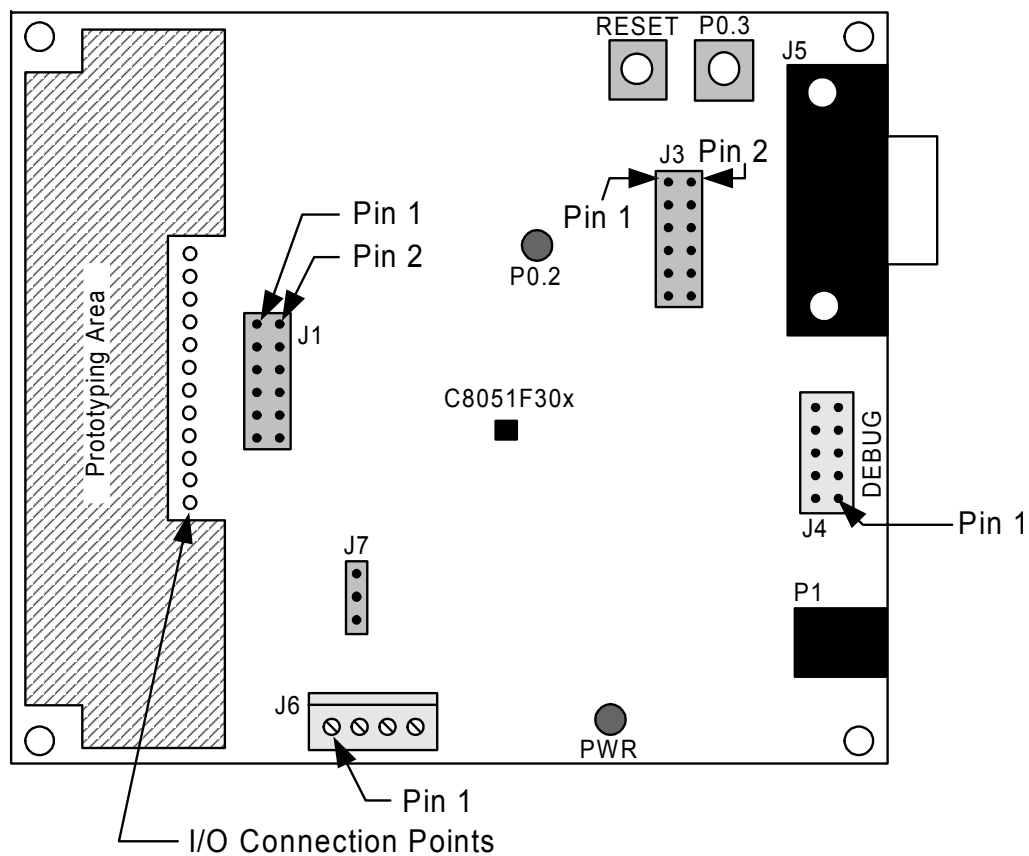 RESET
P0.3
J5
J3
Pin 2
Pin 1
Pin 1
Pin 2
P0.2
J1
Prototyping Area
C8051F30x
DEBUG
J4
Pin 1
J7
P1
J6
PWR
Pin 1
I/O Connection Points